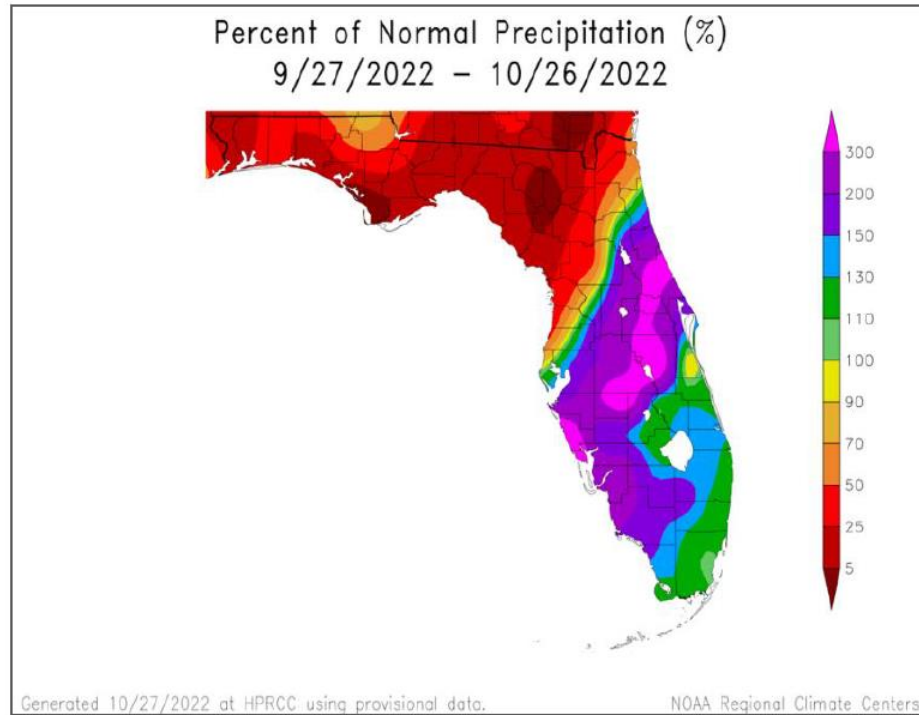 Percent of Normal Precipitation (%)
9/27/2022 – 10/26/2022
300
200
150
130
110
100
90
70
50
25
5
Generated 10/27/2022 at HPRCC using provisional data.
NOAA Regional Climate Centers